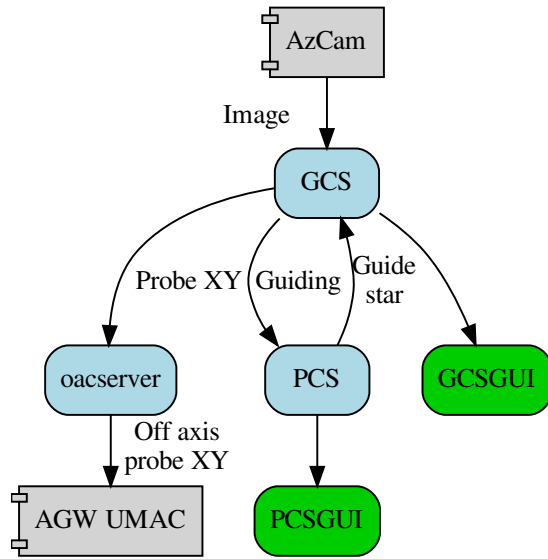 AzCam
Image
GCS
Probe XY
Guiding
Guide
star
oacserver
PCS
GCSGUI
Off axis
probe XY
AGW UMAC
PCSGUI